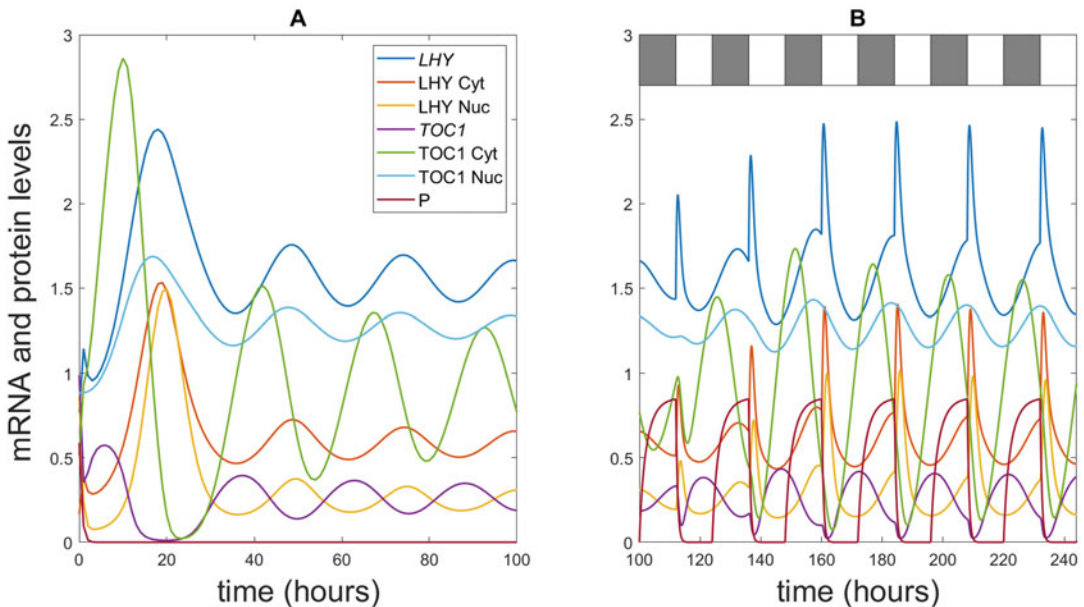 A
B
mRNA and protein levels
3
2.5
2
1.5
1
0.5
0
LHY
LHY Cyt
LHY Nuc
TOC1
TOC1 Cyt
TOC1 Nuc
P
0 20 40 60 80 100
time (hours)
3
2.5
2
1.5
1
0.5
0
100 120 140 160 180 200 220 240
time (hours)